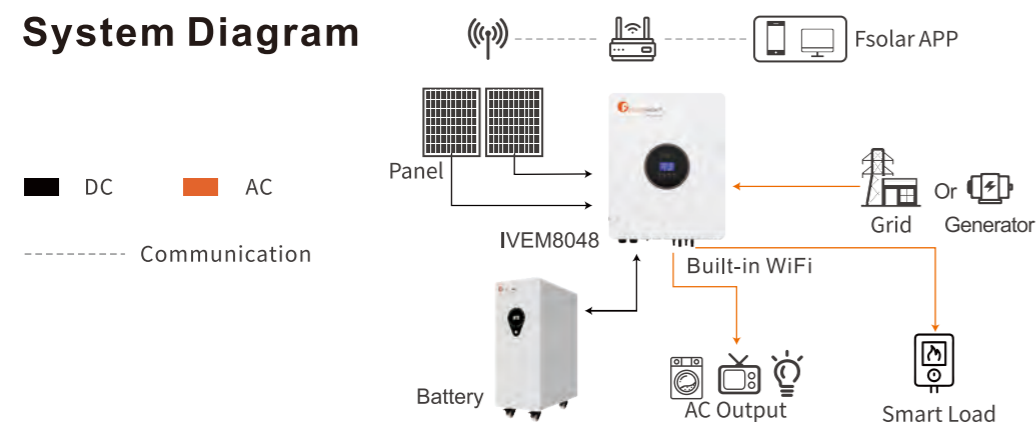 System Diagram
Fsolar APP
Panel
DC
AC
Or
Grid
Generator
IVEM8048
Communication
Built-in WiFi
Battery
AC Output
Smart Load